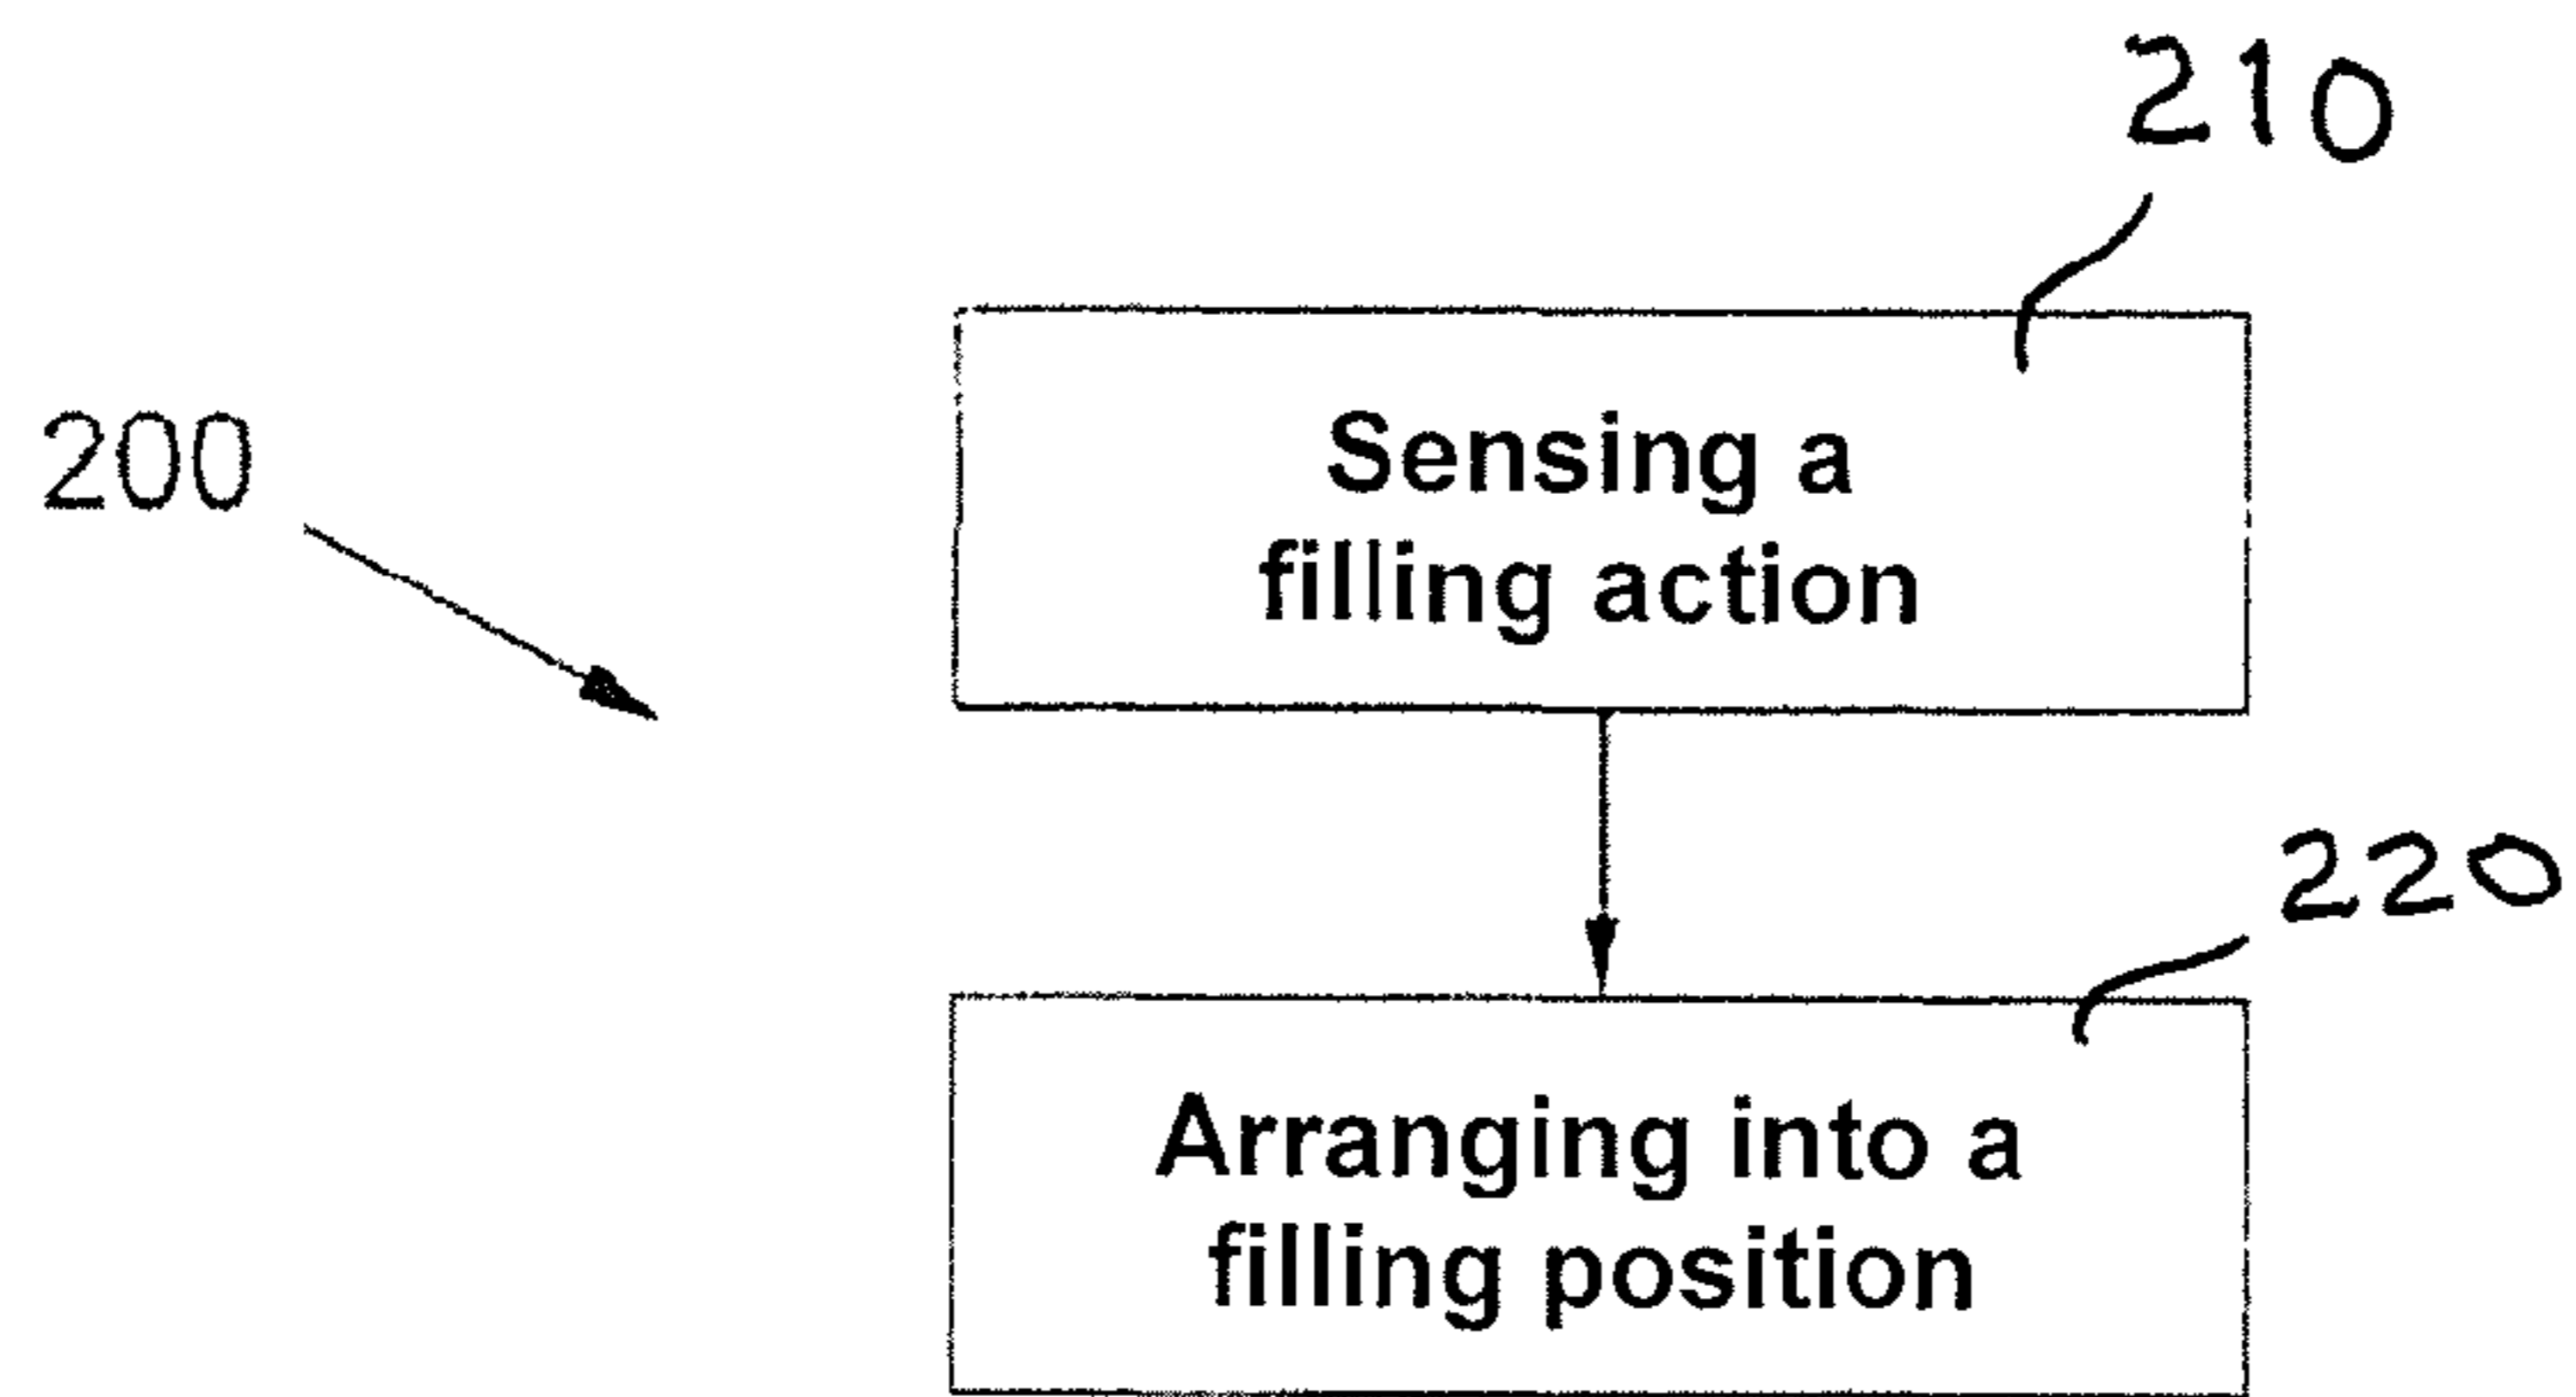 210
200
Sensing a
filling action
220
Arranging into a
filling position